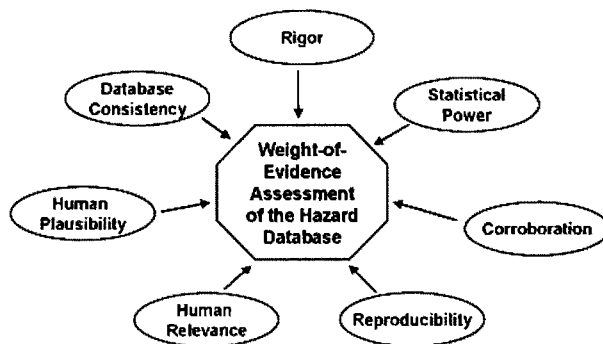 Rigor
Database
Consistency
Statistical
Power
Weight-of-
Evidence
Assessment
of the Hazard
Database
Human
Plausibility
Corroboration
Human
Relevance
Reproducibility